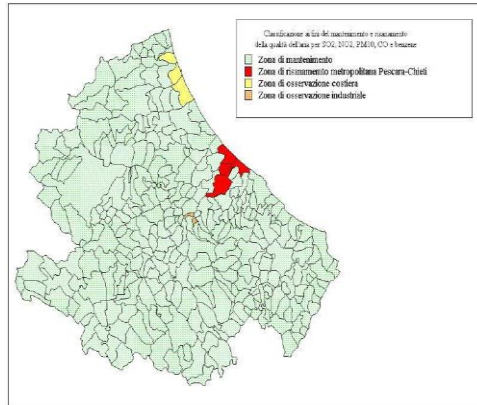 Classificazione ai fini del mantenimento e risanamento
della qualità dell'aria per SO2, NO2, PM10, CO e benzene
Zona di mantenimento
Zona di risanamento metropolitana Pescara-Chieti
Zona di osservazione costiera
Zona di osservazione industriale